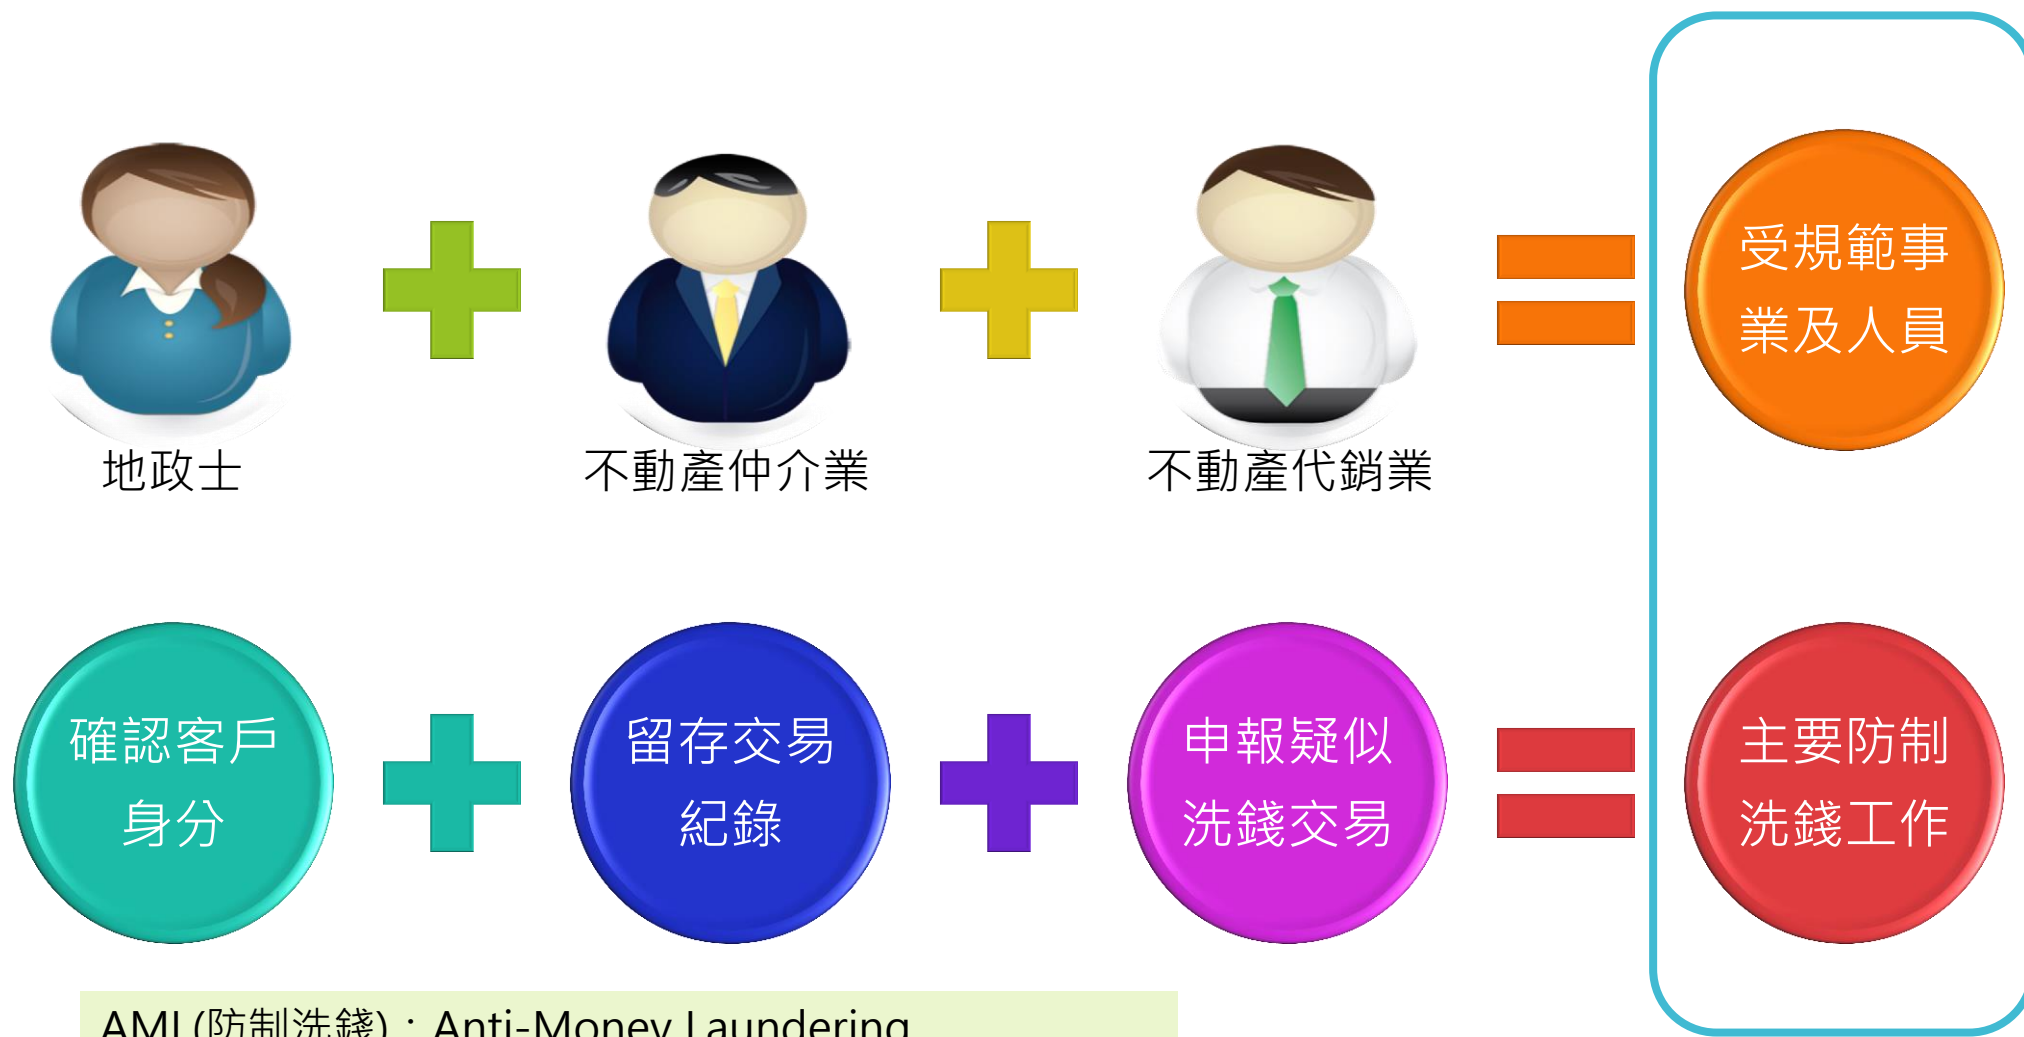 地政士
不動產仲介業
不動產代銷業
受規範事
業及人員
確認客戶
身分
留存交易
紀錄
申報疑似
洗錢交易
主要防制
洗錢工作
AML(防制洗錢)：Anti-Money Laundering